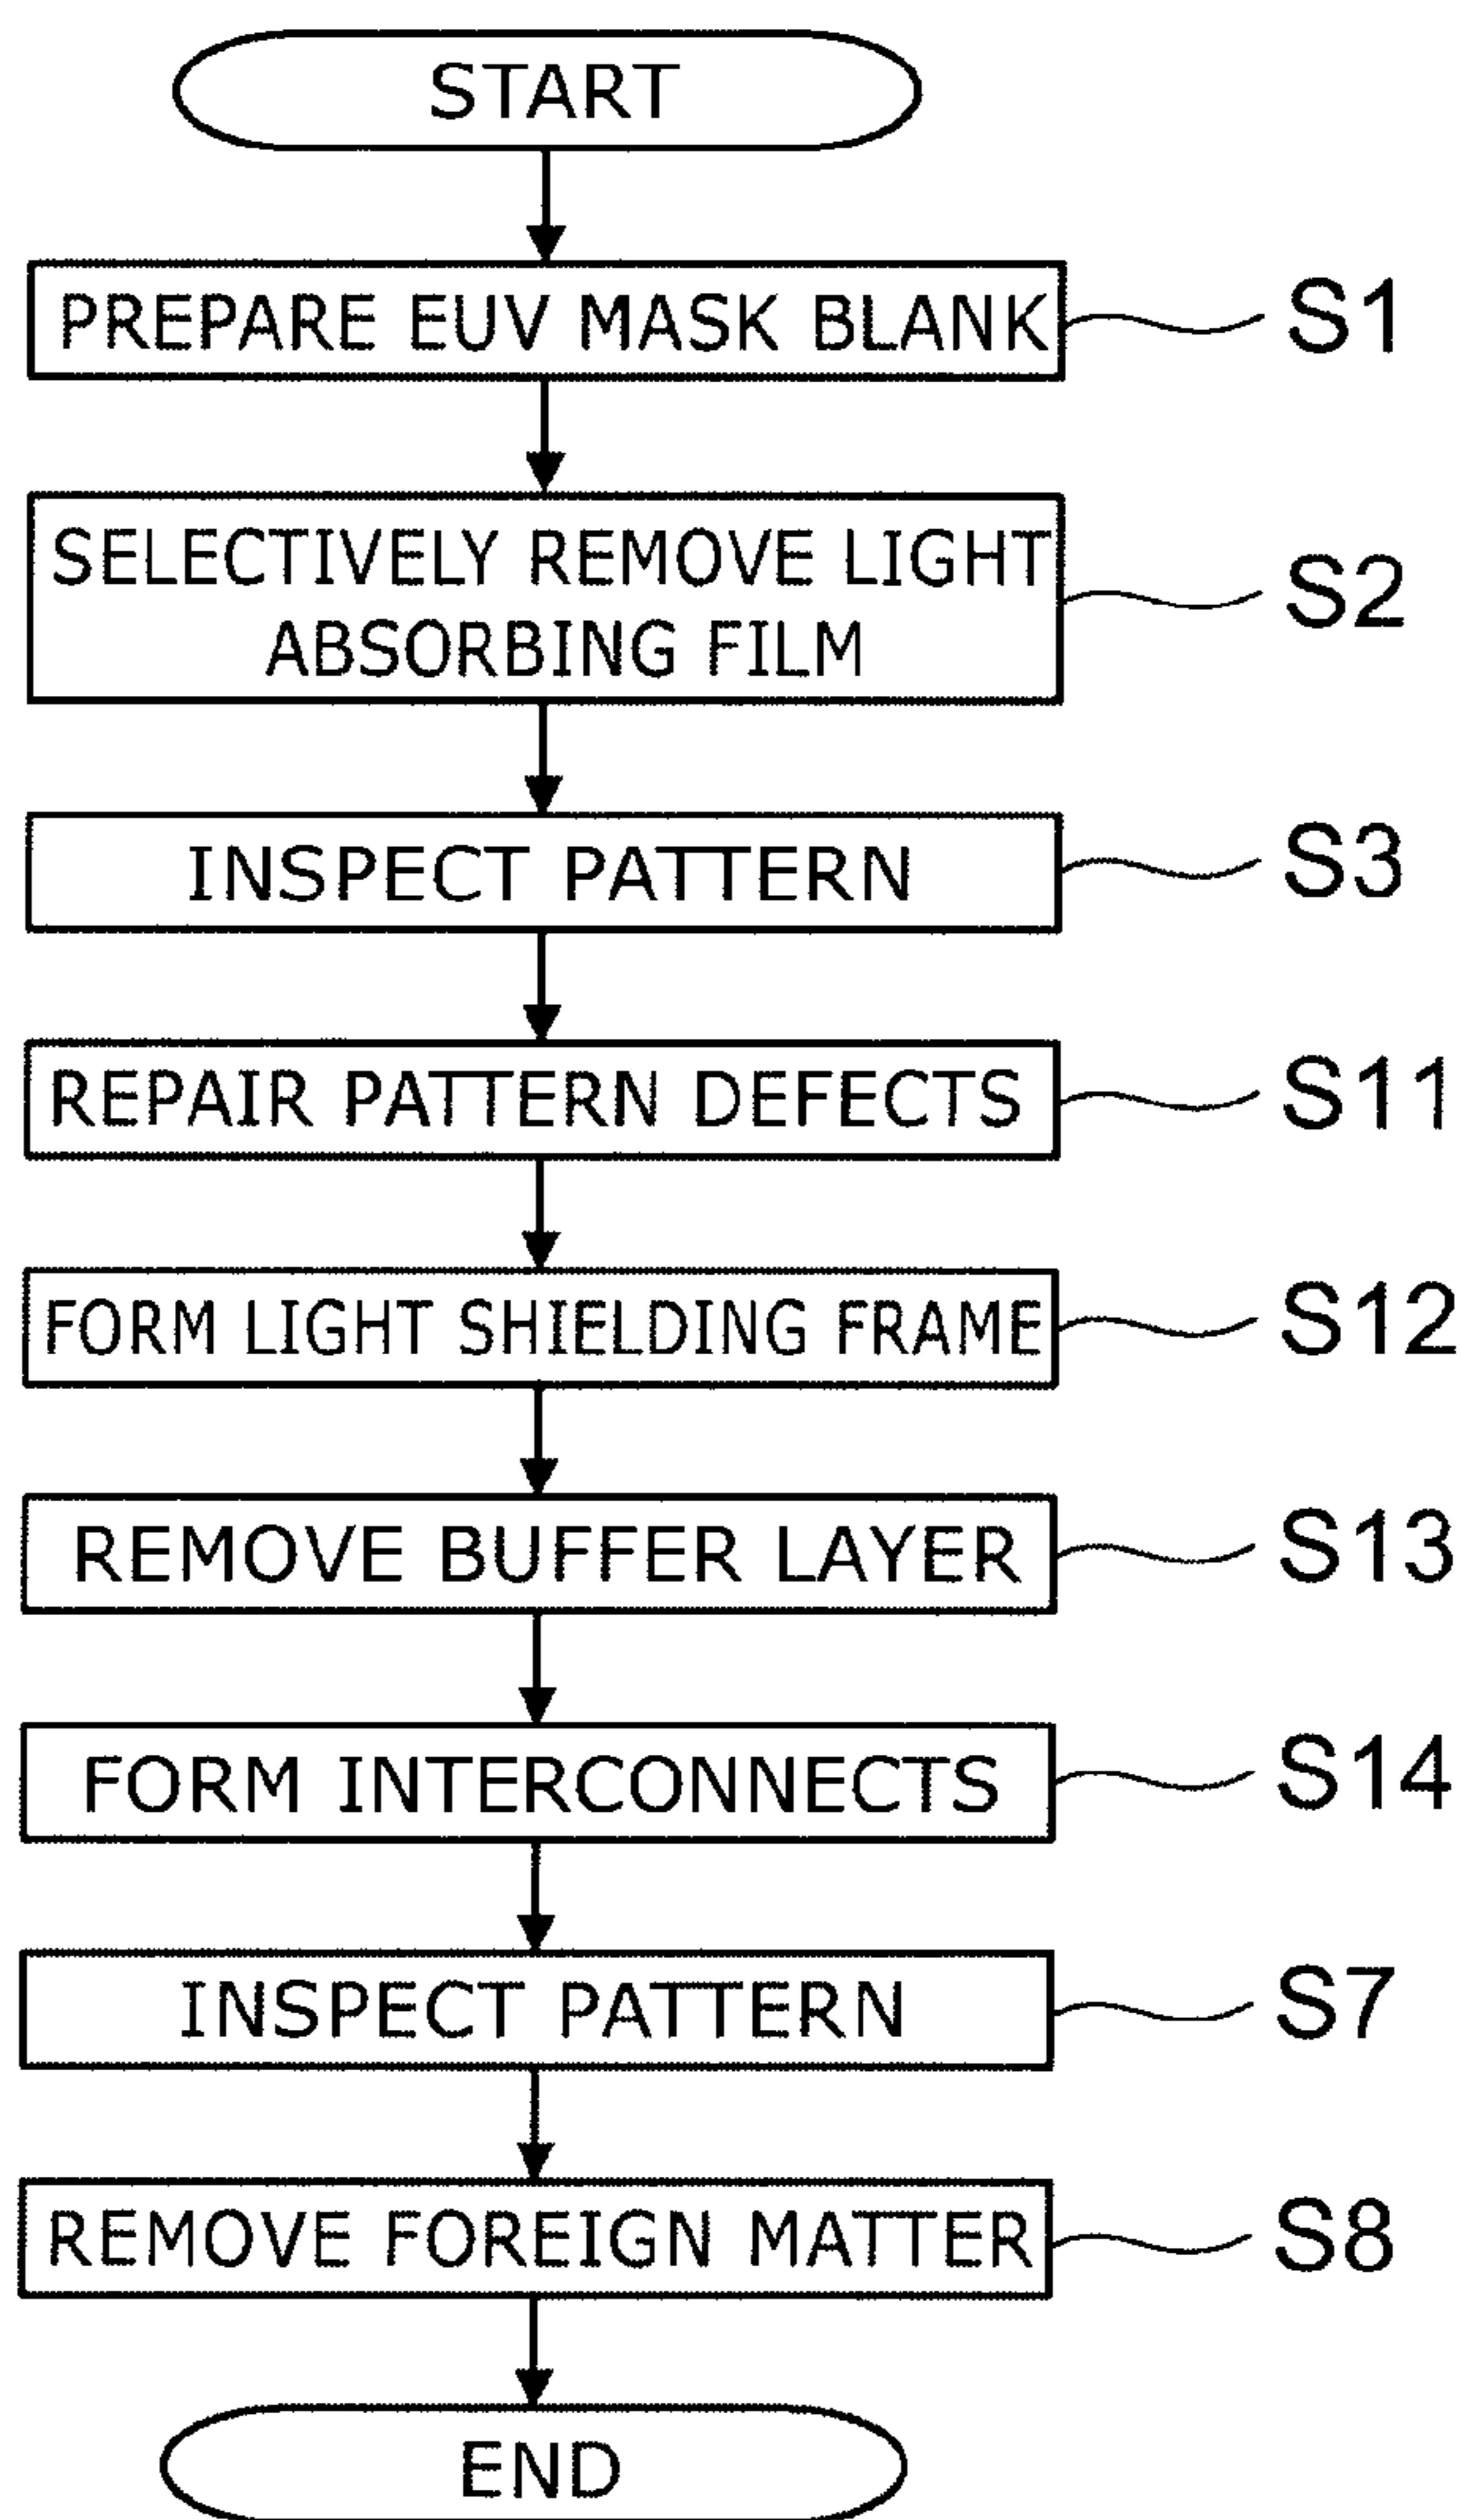 START
PREPARE EUV MASK BLANK S1
SELECTIVELY REMOVE LIGHT
ABSORBING FILM S2
INSPECT PATTERN S3
REPAIR PATTERN DEFECTS S11
FORM LIGHT SHIELDING FRAME S12
REMOVE BUFFER LAYER S13
FORM INTERCONNECTS S14
INSPECT PATTERN S7
REMOVE FOREIGN MATTER S8
END